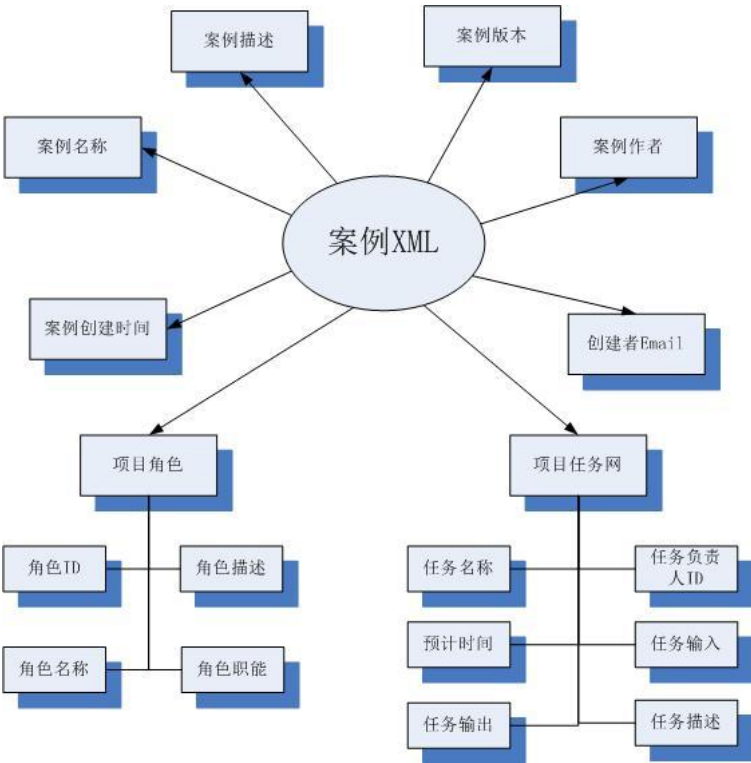 案例描述
案例版本
案例名称
案例作者
案例XML
案例创建时间
创建者Email
项目角色
项目任务网
角色ID
角色描述
任务名称
任务负责
人ID
角色名称
角色职能
预计时间
任务输入
任务输出
任务描述